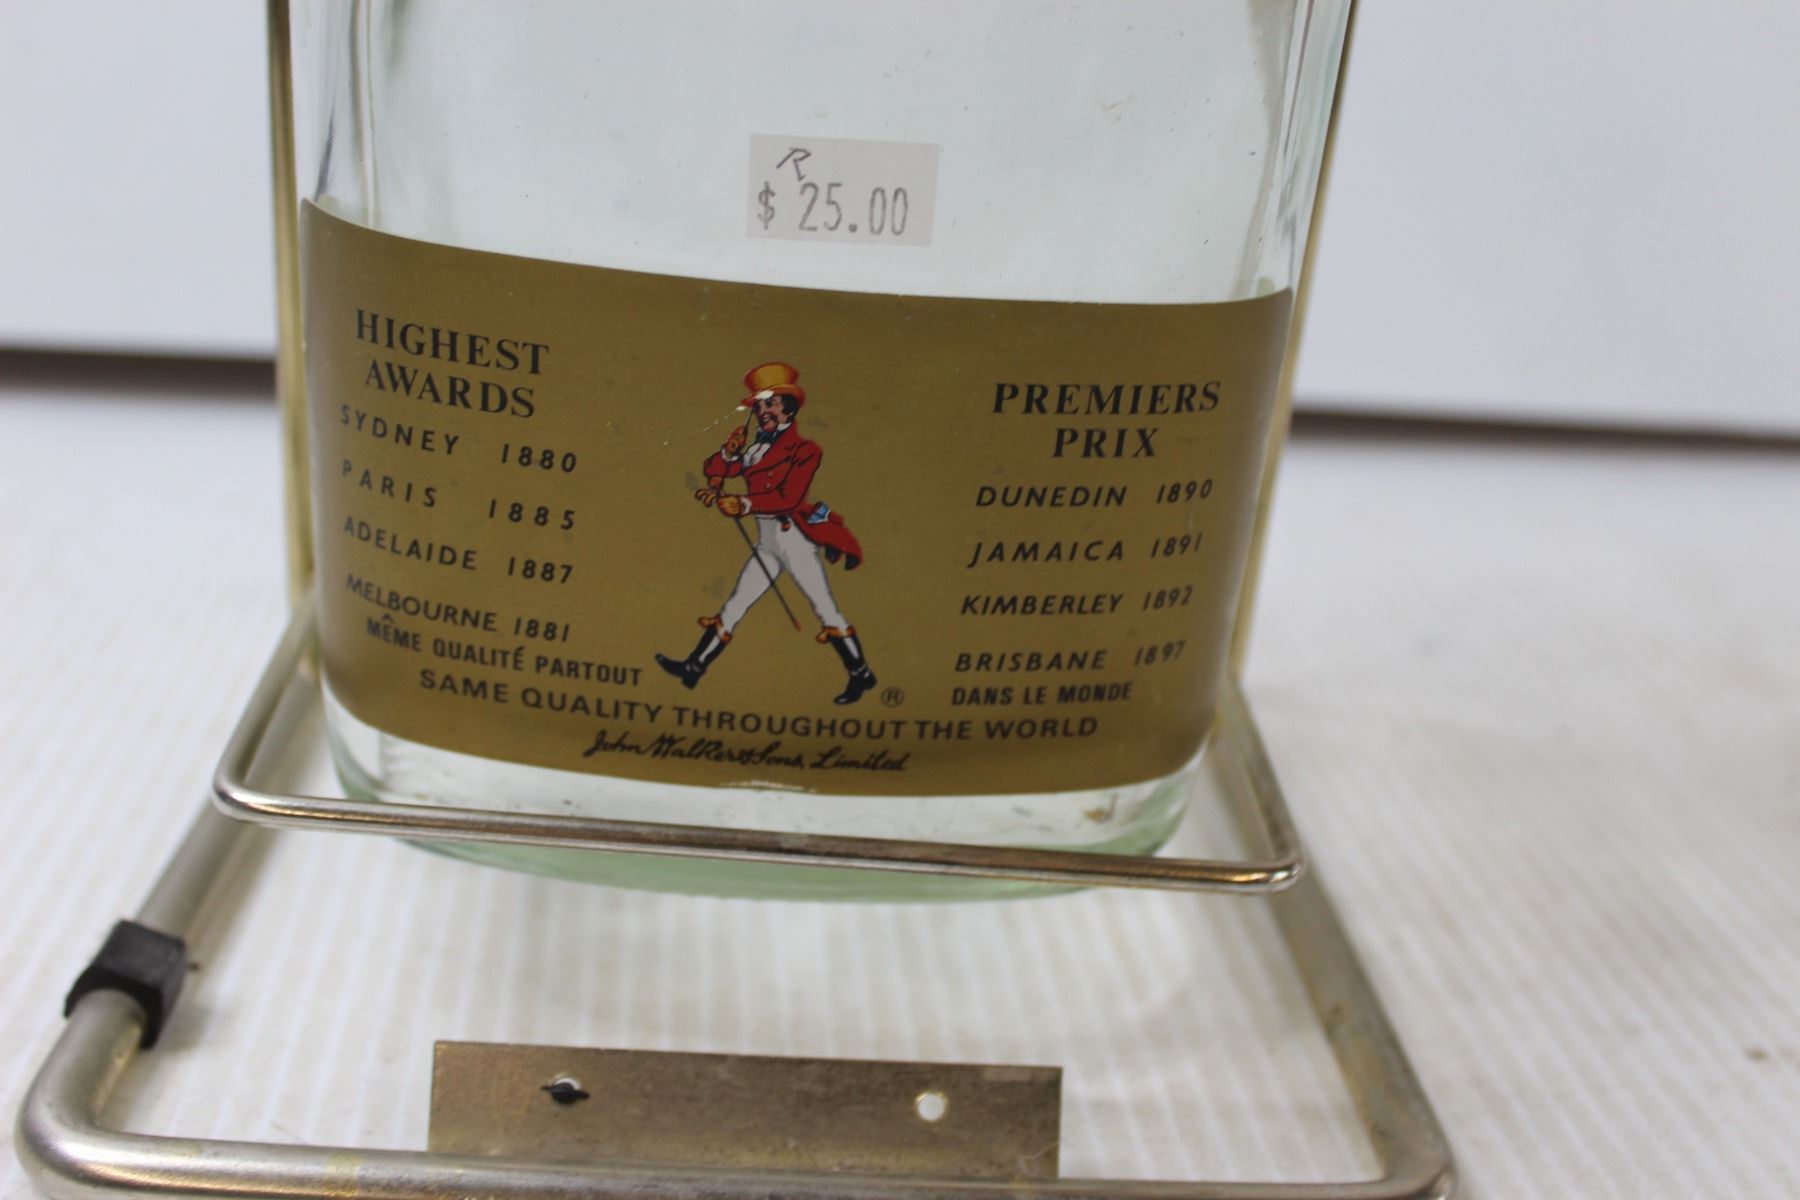 R
$ 25.00
HIGHEST
AWARDS
SYDNEY 1880
PARIS 1885
ADELAIDE 1887
MELBOURNE 1881
PREMIERS
PRIX
DUNEDIN 1890
JAMAICA 1891
KIMBERLEY 1892
BRISBANE 1897
MÊME QUALITÉ PARTOUT DANS LE MONDE
®
SAME QUALITY THROUGHOUT THE WORLD
John Walker & Sons, Limited